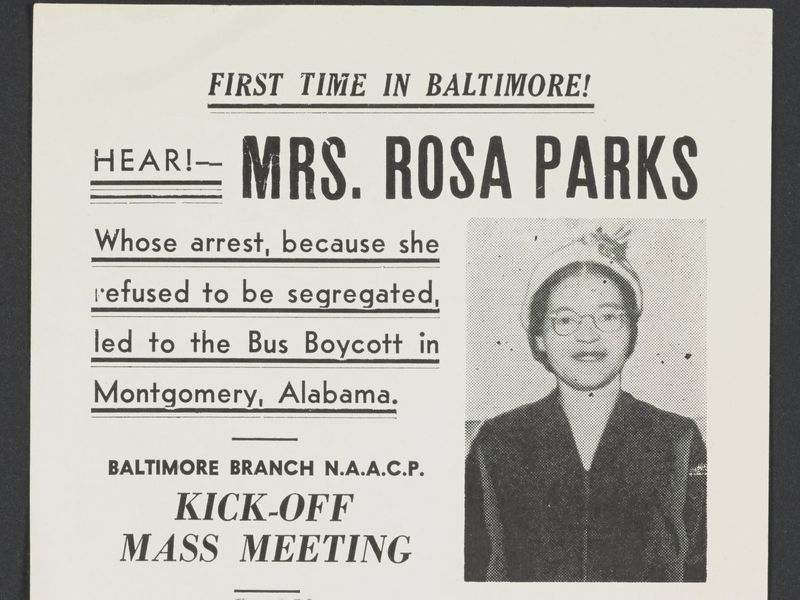 FIRST TIME IN BALTIMORE!
HEAR!— MRS. ROSA PARKS
Whose arrest, because she
refused to be segregated,
led to the Bus Boycott in
Montgomery, Alabama.
BALTIMORE BRANCH N.A.A.C.P.
KICK-OFF
MASS MEETING